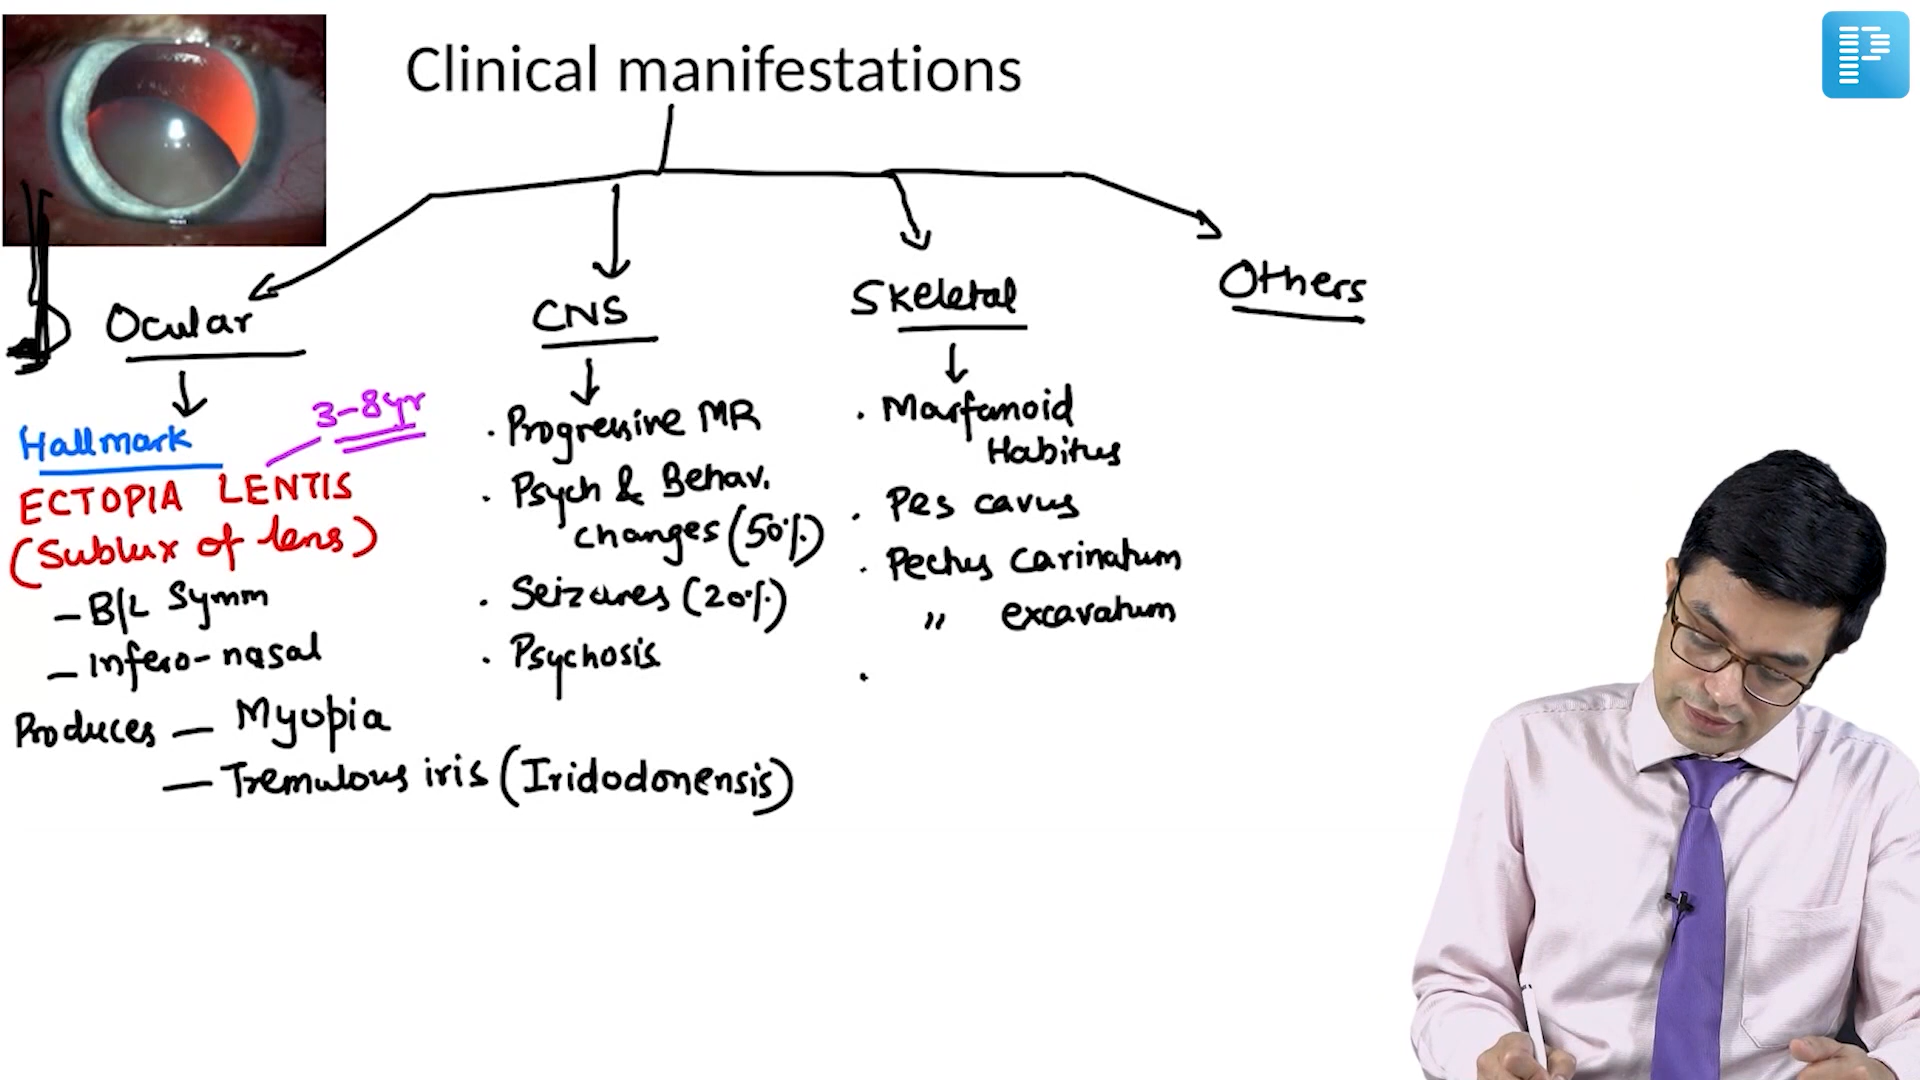 Clinical manifestations
Ocular
Hallmark
3-8yr
ECTOPIA LENTIS
(Sublux of lens)
- B/L Symm
- Infero-nasal
Produces - Myopia
- Tremulous iris (Iridodonensis)
CNS
. Progressive MR
. Psych & Behav.
changes (50%)
. Seizures (20%)
. Psychosis
Skeletal
. Marfanoid
Habitus
. Pes cavus
. Pectus carinatum
" excavatum
.
Others
P